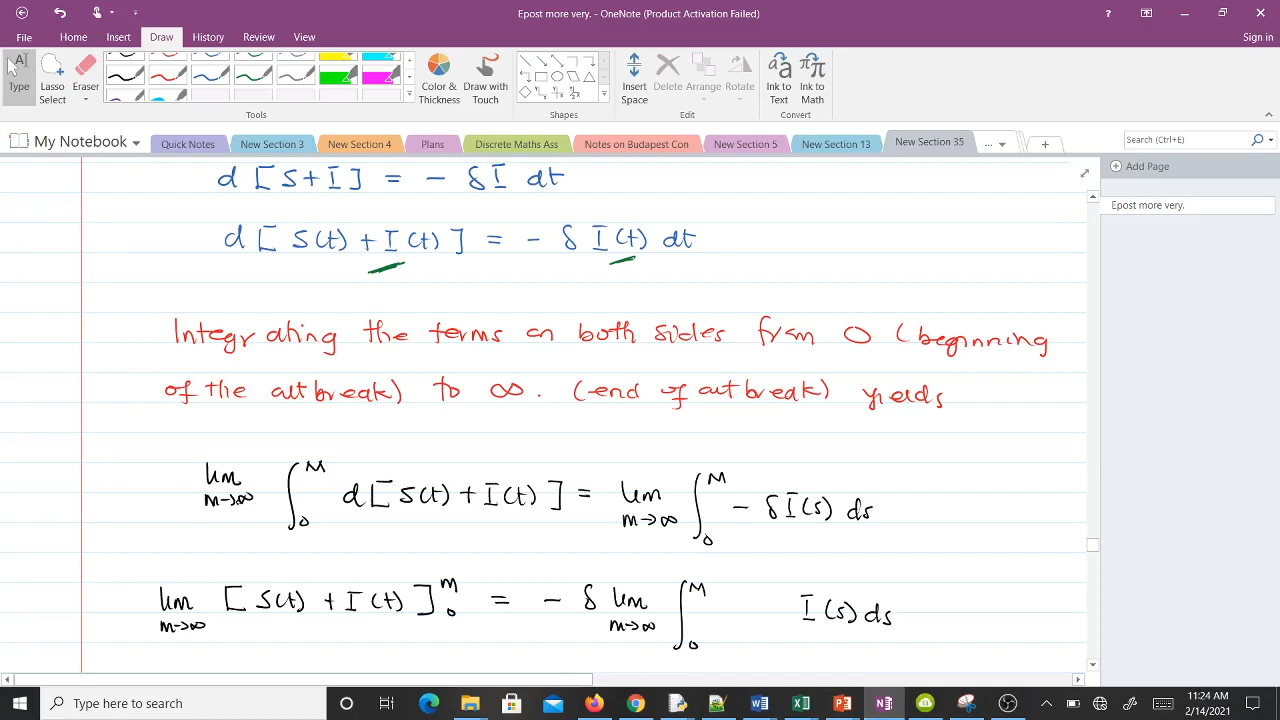 Epost more very. - OneNote (Product Activation Failed)
File Home Insert Draw History Review View Sign in
Type Lasso Select Eraser Color & Thickness Draw with Touch Insert Space Delete Arrange Rotate Ink to Text Ink to Math
Tools Shapes Edit Convert
My Notebook Quick Notes New Section 3 New Section 4 Plans Discrete Maths Ass Notes on Budapest Con New Section 5 New Section 13 New Section 35 ... Search (Ctrl+E)
Add Page
Epost more very.
d [S+I] = - δI dt
d [ S(t) + I(t) ] = - δ I(t) dt
Integrating the terms on both sides from 0 (beginning
of the outbreak) to ∞. (end of outbreak) yields
lim m→∞ ∫₀ᴹ d[S(t) + I(t)] = lim m→∞ ∫₀ᴹ - δI(s) ds
lim m→∞ [S(t) + I(t)]₀ᵐ = - δ lim m→∞ ∫₀ᴹ I(s) ds
Type here to search
11:24 AM
2/14/2021